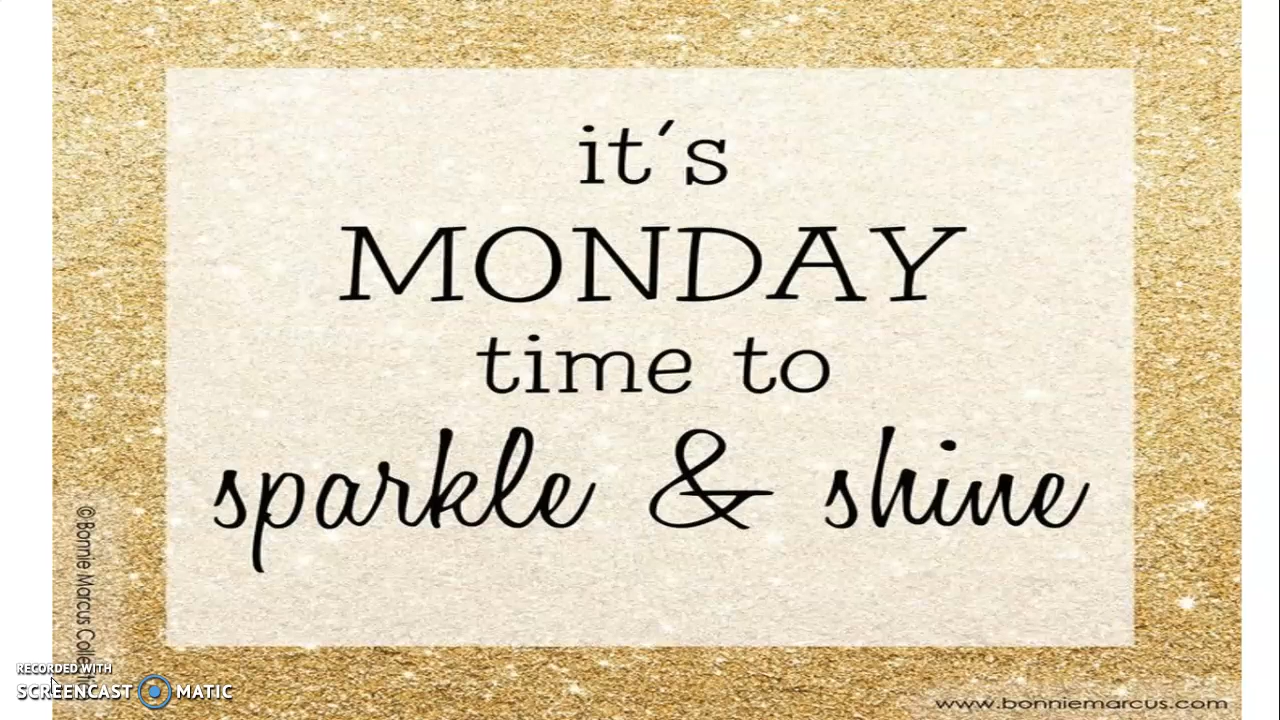 it's
MONDAY
time to
sparkle & shine
©Bonnie Marcus
RECORDED WITH
SCREENCAST MATIC
www.bonniemarcus.com